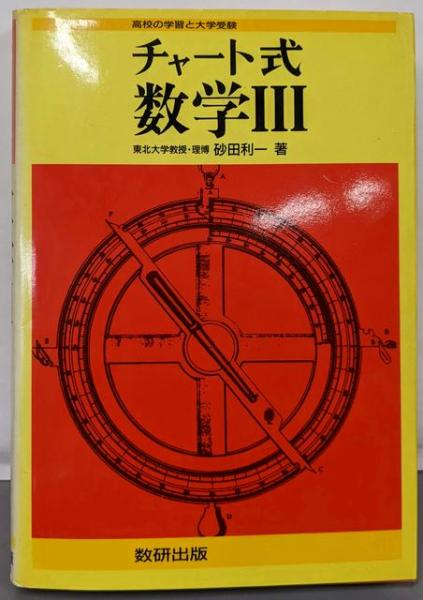 高校の学習と大学受験
チャート式
数学III
東北大学教授・理博 砂田利一 著
A
F
B
B
C
D
数研出版